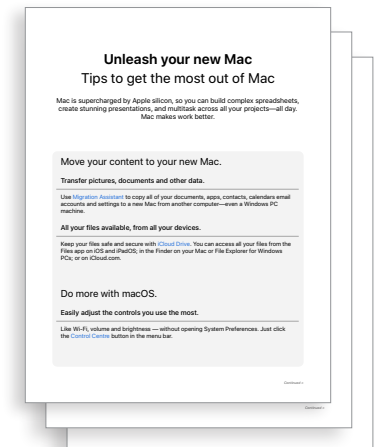 Unleash your new Mac
Tips to get the most out of Mac
Mac is supercharged by Apple silicon, so you can build complex spreadsheets,
create stunning presentations, and multitask across all your projects—all day.
Mac makes work better.
Move your content to your new Mac.
Transfer pictures, documents and other data.
Use Migration Assistant to copy all of your documents, apps, contacts, calendars email
accounts and settings to a new Mac from another computer—even a Windows PC
machine.
All your files available, from all your devices.
Keep your files safe and secure with iCloud Drive. You can access all your files from the
Files app on iOS and iPadOS; in the Finder on your Mac or File Explorer for Windows
PCs; or on iCloud.com.
Do more with macOS.
Easily adjust the controls you use the most.
Like Wi-Fi, volume and brightness — without opening System Preferences. Just click
the Control Centre button in the menu bar.